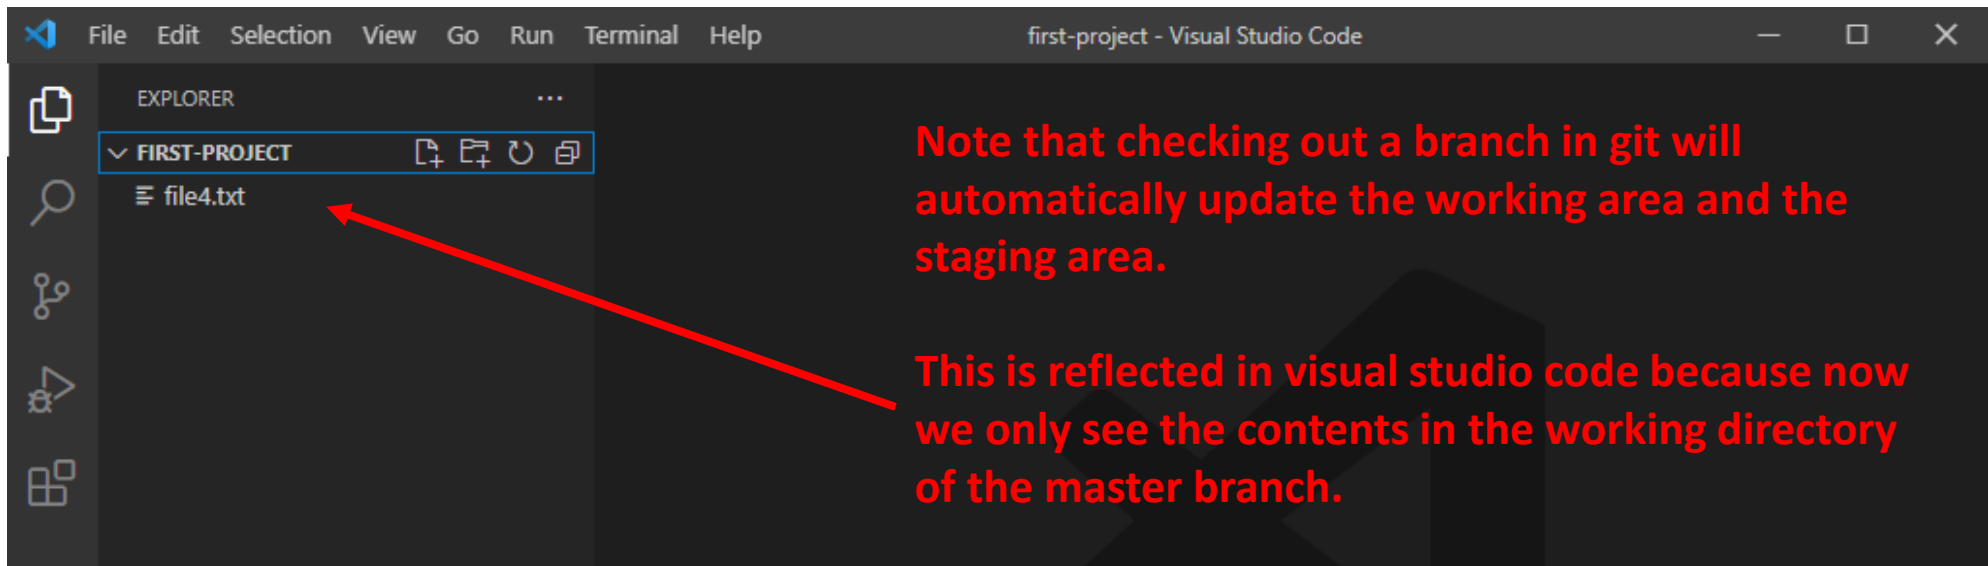 File Edit Selection View Go Run Terminal Help first-project - Visual Studio Code
EXPLORER
FIRST-PROJECT
file4.txt
Note that checking out a branch in git will
automatically update the working area and the
staging area.
This is reflected in visual studio code because now
we only see the contents in the working directory
of the master branch.